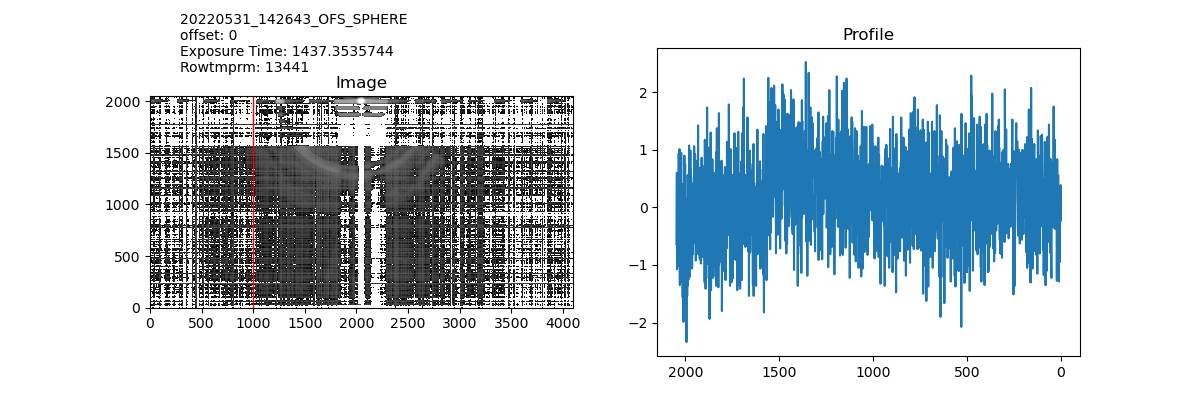 20220531_142643_OFS_SPHERE
offset: 0
Exposure Time: 1437.3535744
Rowtmprm: 13441
Image
2000
1500
1000
500
0
0 500 1000 1500 2000 2500 3000 3500 4000
Profile
2
1
0
−1
−2
2000 1500 1000 500 0